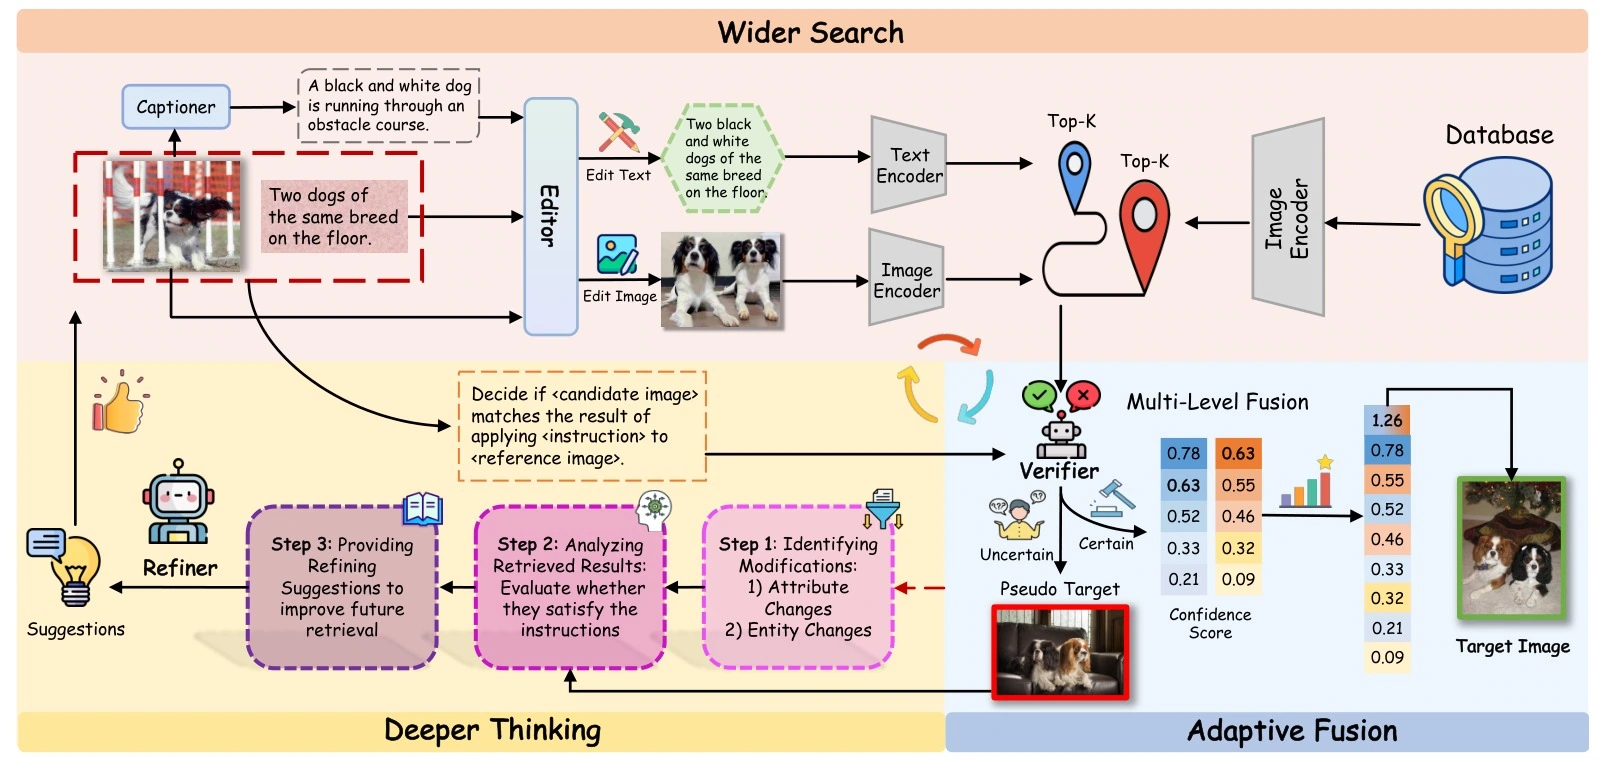 Wider Search
Captioner
A black and white dog
is running through an
obstacle course.
Two dogs of
the same breed
on the floor.
Editor
Edit Text
Edit Image
Two black
and white
dogs of the
same breed
on the floor.
Text
Encoder
Image
Encoder
Top-K
Top-K
Image
Encoder
Database
Decide if <candidate image>
matches the result of
applying <instruction> to
<reference image>.
Refiner
Suggestions
Step 3: Providing
Refining
Suggestions to
improve future
retrieval
Step 2: Analyzing
Retrieved Results:
Evaluate whether
they satisfy the
instructions
Step 1: Identifying
Modifications:
1) Attribute
Changes
2) Entity Changes
Deeper Thinking
Verifier
Uncertain
Certain
Pseudo Target
Multi-Level Fusion
0.78
0.63
0.52
0.33
0.21
0.63
0.55
0.46
0.32
0.09
Confidence
Score
1.26
0.78
0.55
0.52
0.46
0.33
0.32
0.21
0.09
Target Image
Adaptive Fusion